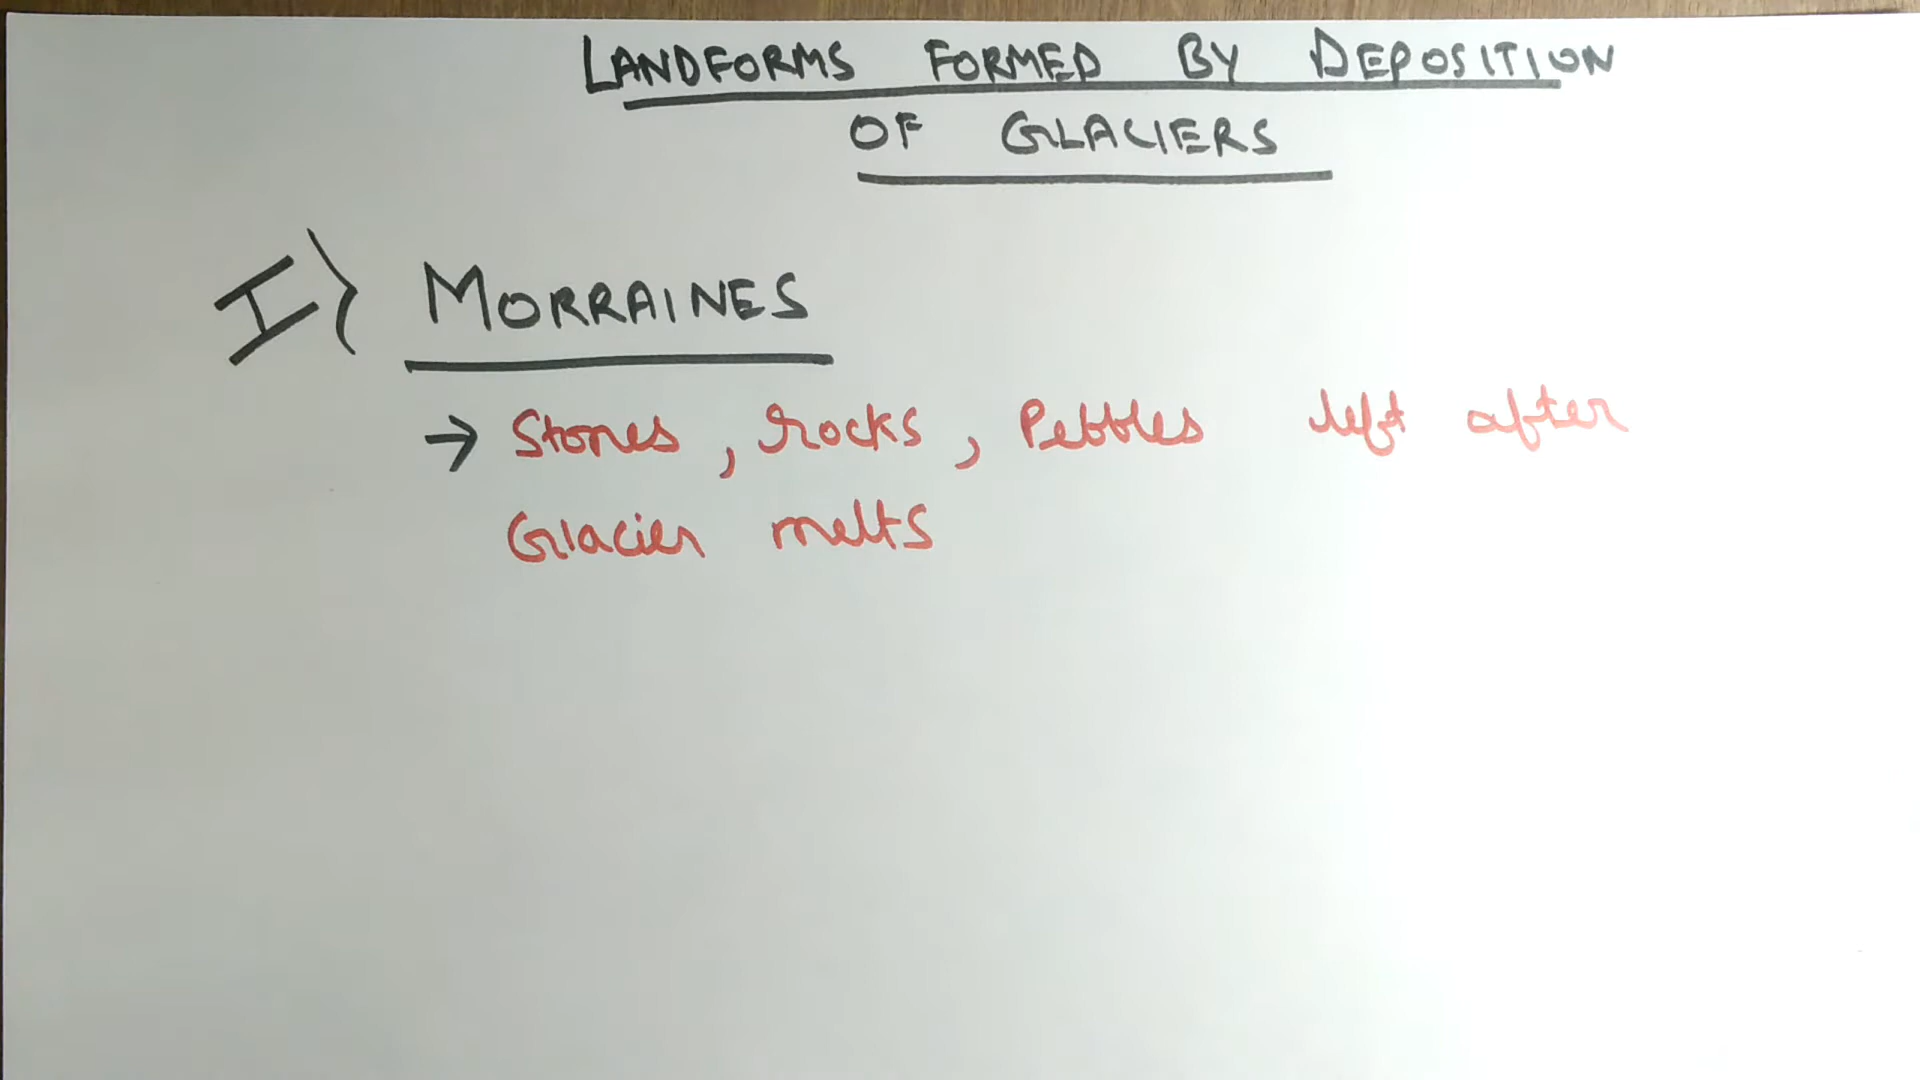 LANDFORMS FORMED BY DEPOSITION
OF GLACIERS
I) MORRAINES
→ Stones, rocks, Pebbles left after
Glacier melts